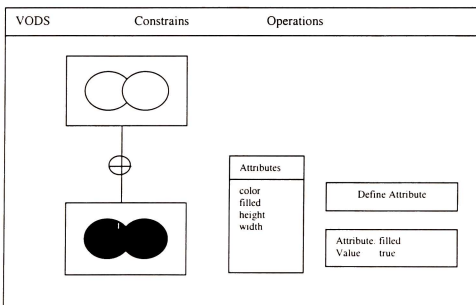 VODS Constrains Operations
Attributes
color
filled
height
width
Define Attribute
Attribute. filled
Value true